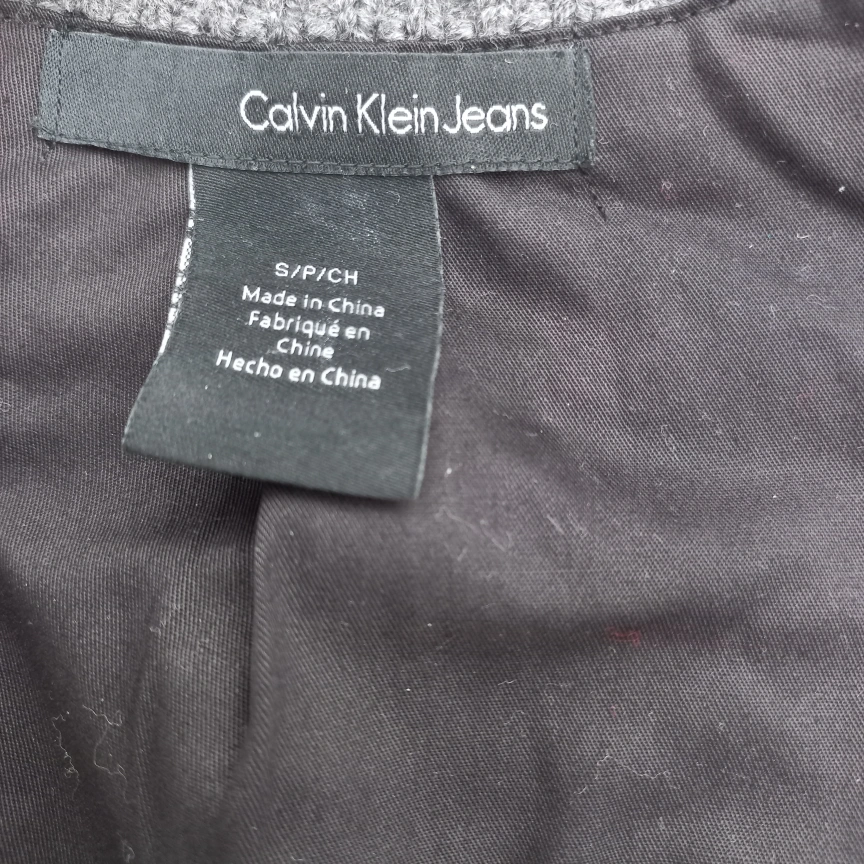 Calvin Klein Jeans
S/P/CH
Made in China
Fabriqué en
Chine
Hecho en China